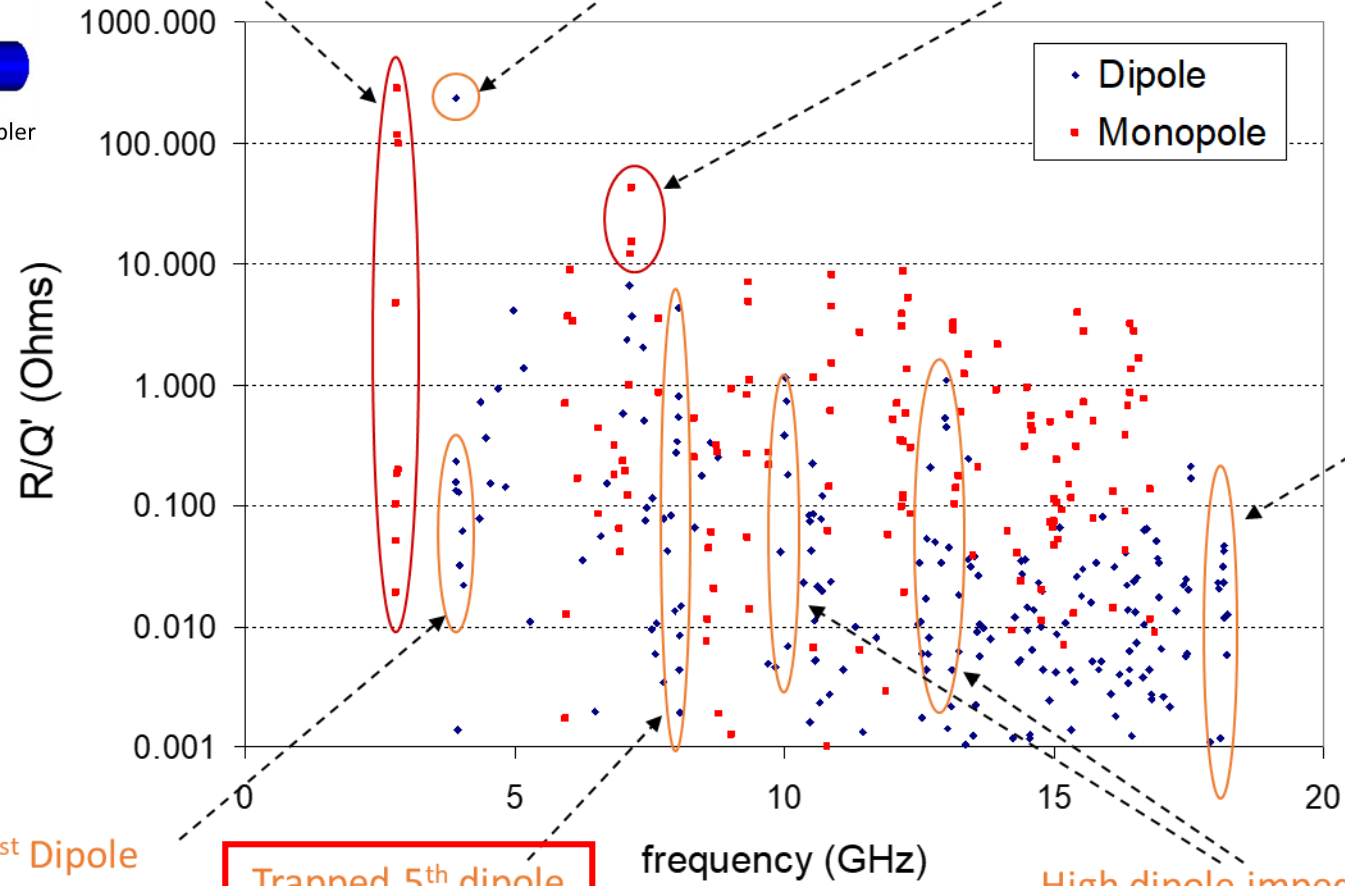 1000.000
Dipole
Monopole
100.000
10.000
1.000
0.100
0.010
0.001
R/Q' (Ohms)
0 5 10 15 20
frequency (GHz)
st Dipole
Trapped 5th dipole
High dipole